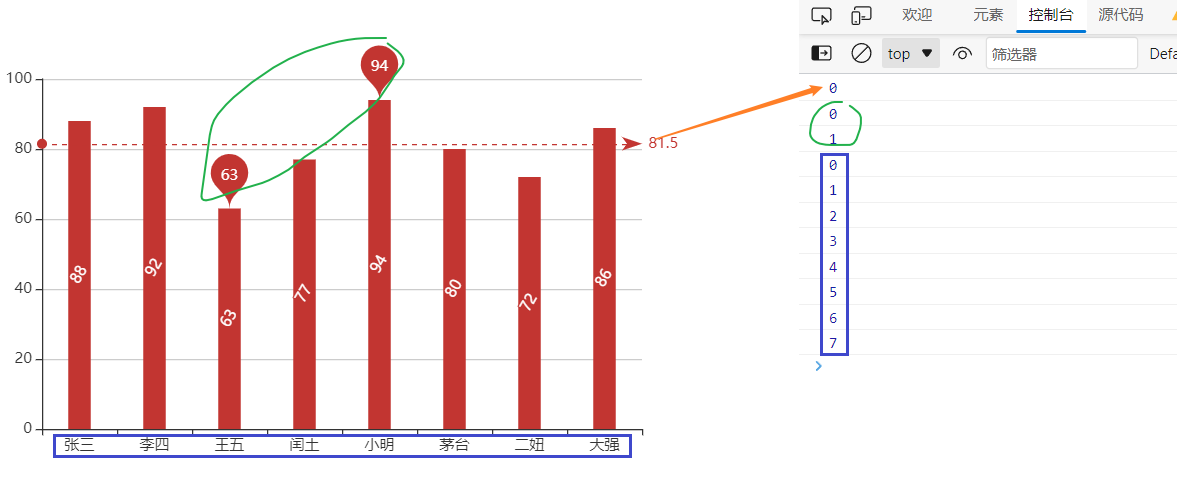 欢迎
元素
控制台
源代码
top
筛选器
Defa
100
80
60
40
20
0
94
63
81.5
88
92
63
77
94
80
72
86
张三
李四
王五
闰土
小明
茅台
二妞
大强
0
0
1
0
1
2
3
4
5
6
7